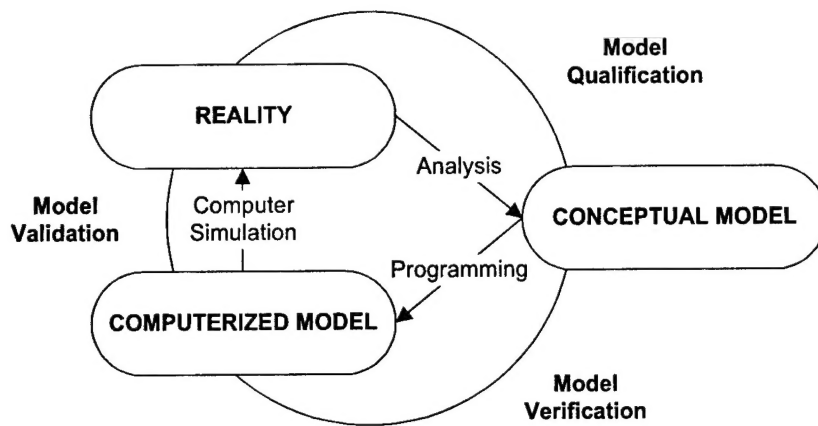 Model
Qualification
REALITY
Analysis
Model
Validation
Computer
Simulation
CONCEPTUAL MODEL
Programming
COMPUTERIZED MODEL
Model
Verification